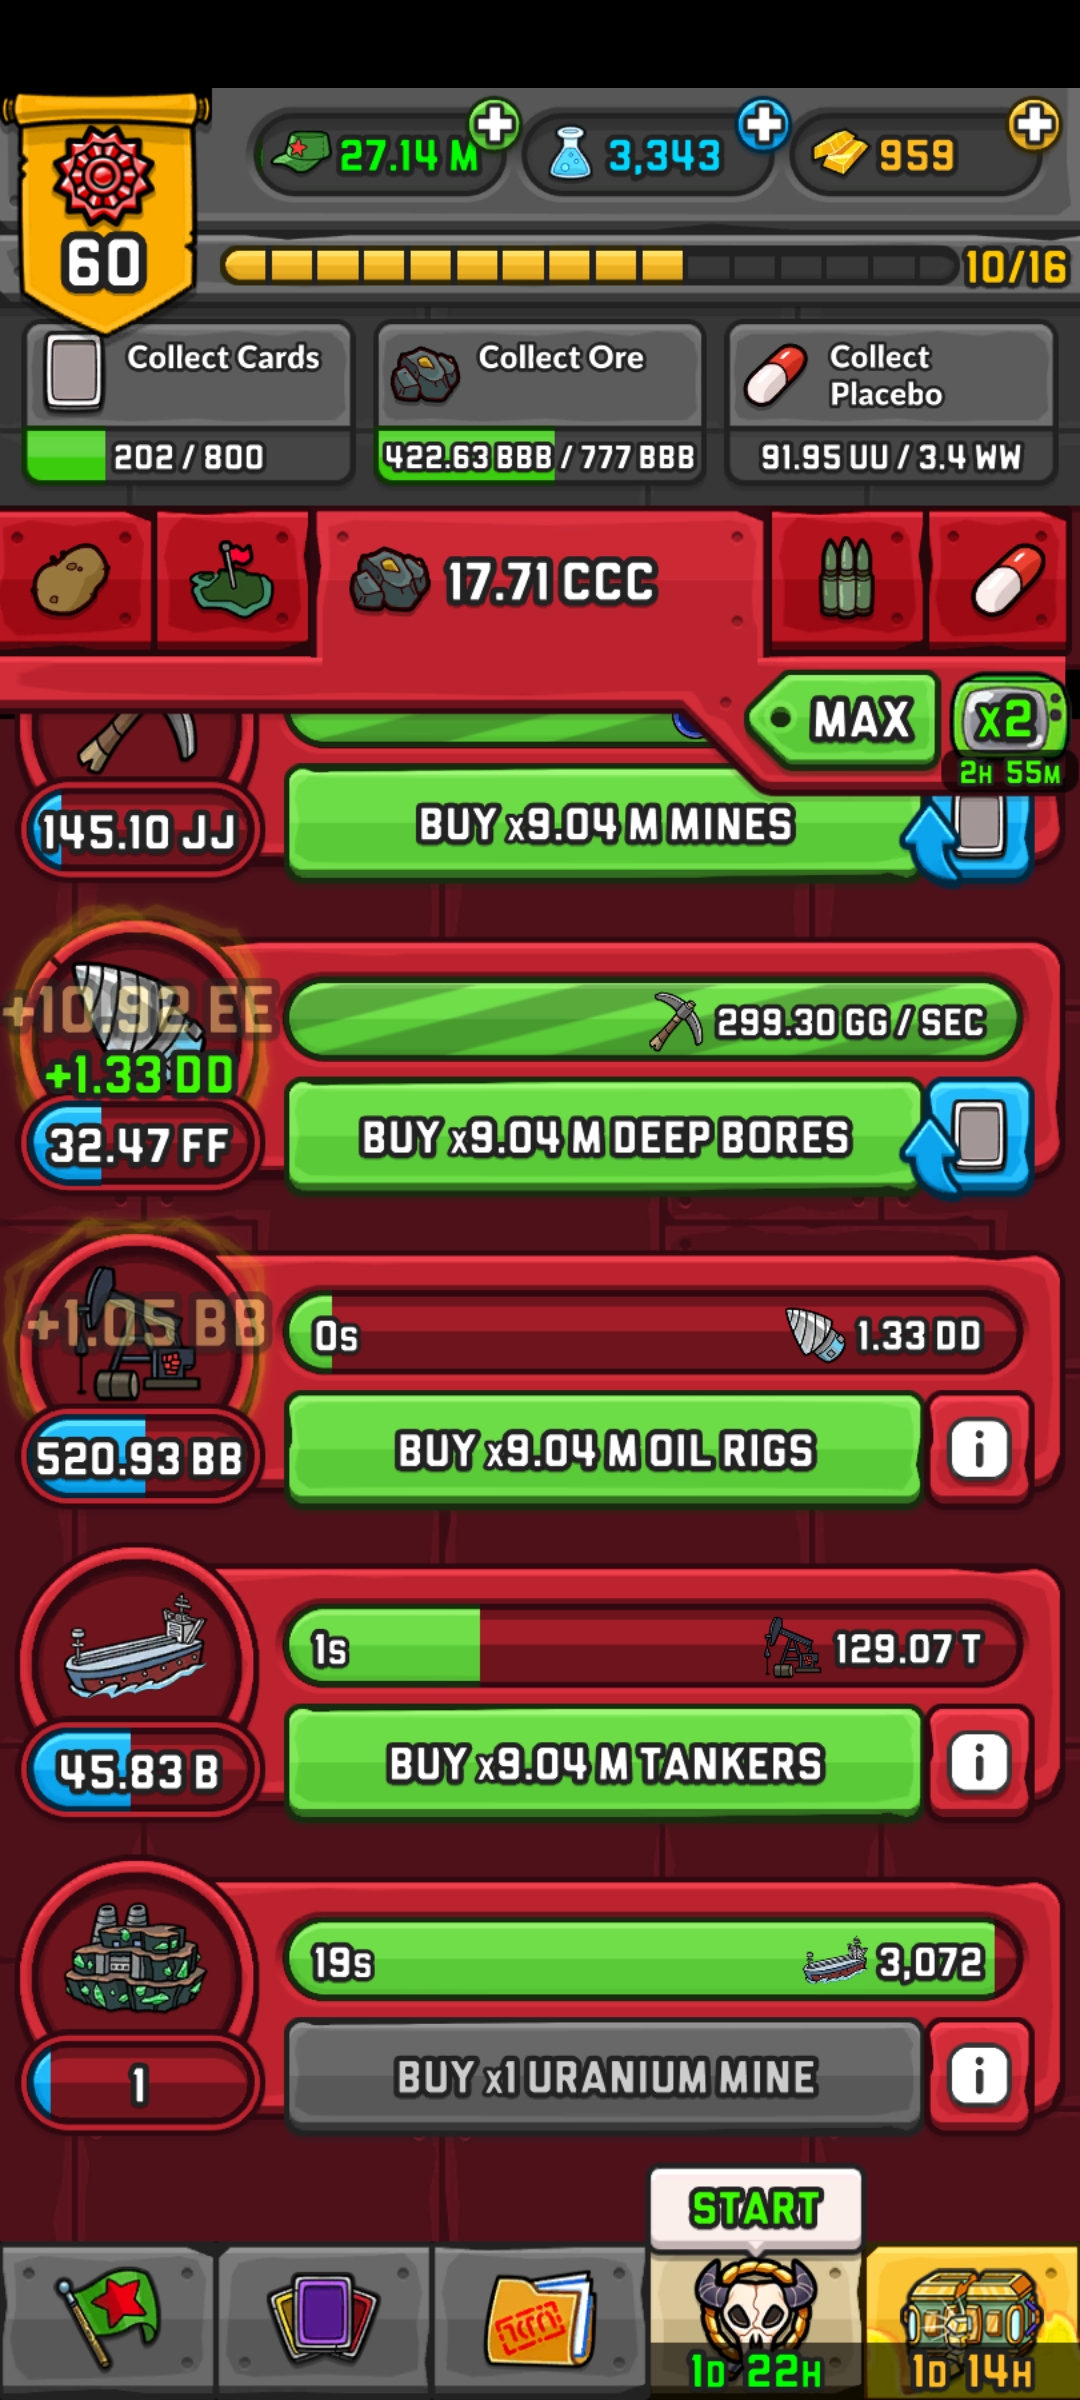 27.14 M
3,343
959
60
10/16
Collect Cards
202 / 800
Collect Ore
422.63 BBB / 777 BBB
Collect
Placebo
91.95 UU / 3.4 WW
17.71 CCC
MAX
x2
2H 55M
145.10 JJ
BUY x9.04 M MINES
+10.92 EE
+1.33 DD
32.47 FF
299.30 GG / SEC
BUY x9.04 M DEEP BORES
+1.05 BB
520.93 BB
0s
1.33 DD
BUY x9.04 M OIL RIGS
i
45.83 B
1s
129.07 T
BUY x9.04 M TANKERS
i
1
19s
3,072
BUY x1 URANIUM MINE
i
START
1D 22H
1D 14H